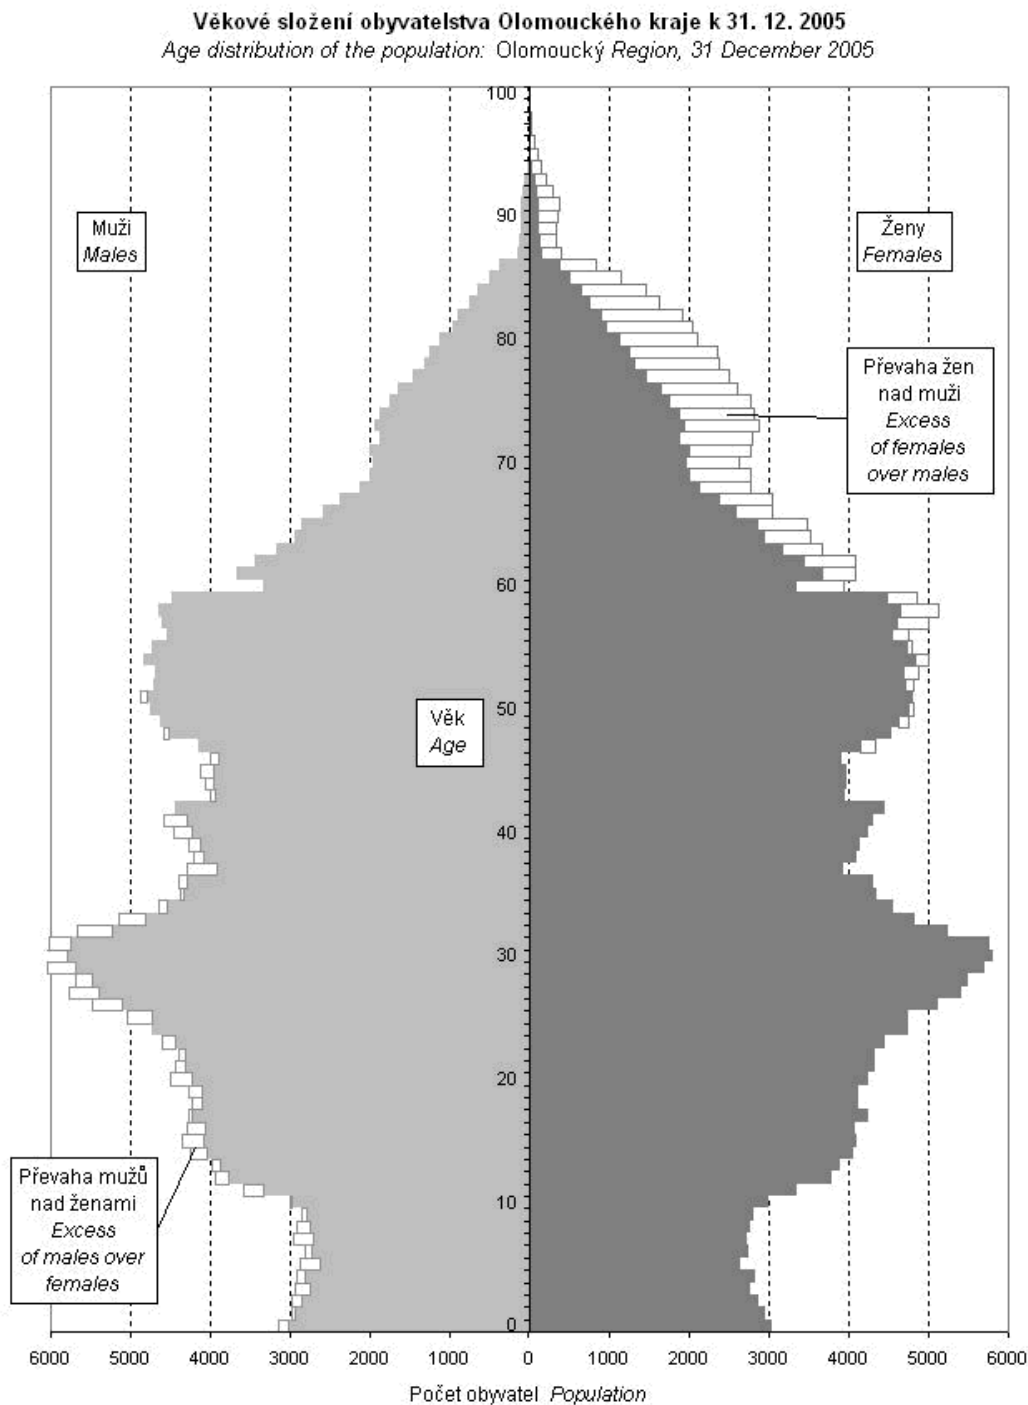 Věkové složení obyvatelstva Olomouckého kraje k 31. 12. 2005
Age distribution of the population: Olomoucký Region, 31 December 2005
100
90
80
70
60
50
40
30
20
10
0
Muži
Males
Ženy
Females
Převaha žen
nad muži
Excess
of females
over males
Věk
Age
Převaha mužů
nad ženami
Excess
of males over
females
6000 5000 4000 3000 2000 1000 0 1000 2000 3000 4000 5000 6000
Počet obyvatel Population